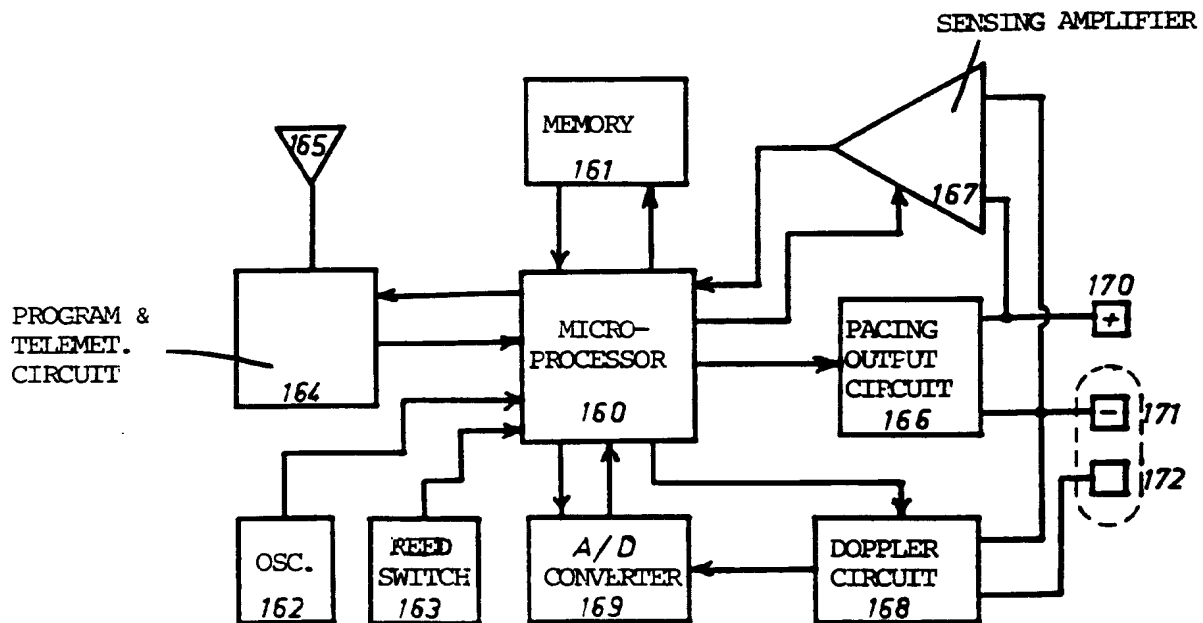 SENSING AMPLIFIER
MEMORY
161
165
167
170
+
PROGRAM &
TELEMET.
CIRCUIT
164
MICRO-
PROCESSOR
160
PACING
OUTPUT
CIRCUIT
166
-
171
172
OSC.
162
REED
SWITCH
163
A/D
CONVERTER
169
DOPPLER
CIRCUIT
168